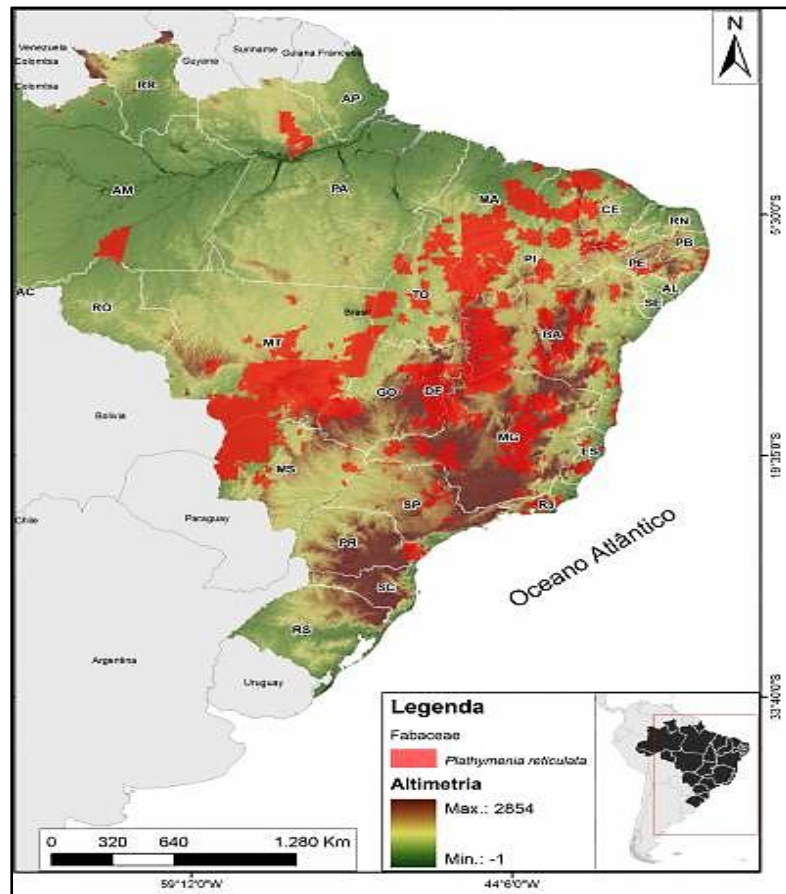 N
Venezuela
Suriname
Guyana
Guiana Francesa
Colombia
Colombia
RR
AP
AM
PA
MA
CE
RN
PB
PI
PE
AL
SE
AC
TO
RO
Brasil
BA
MT
GO
DF
Bolivia
MG
ES
MS
SP
RJ
Paraguay
Chile
PR
SC
RS
Argentina
Uruguay
Oceano Atlântico
5°30'0"S
33°40'0"S
Legenda
Fabaceae
Plathymenia reticulata
Altimetria
Max.: 2854
Min.: -1
0 320 640 1.280 Km
59°12'0"W
44°6'0"W